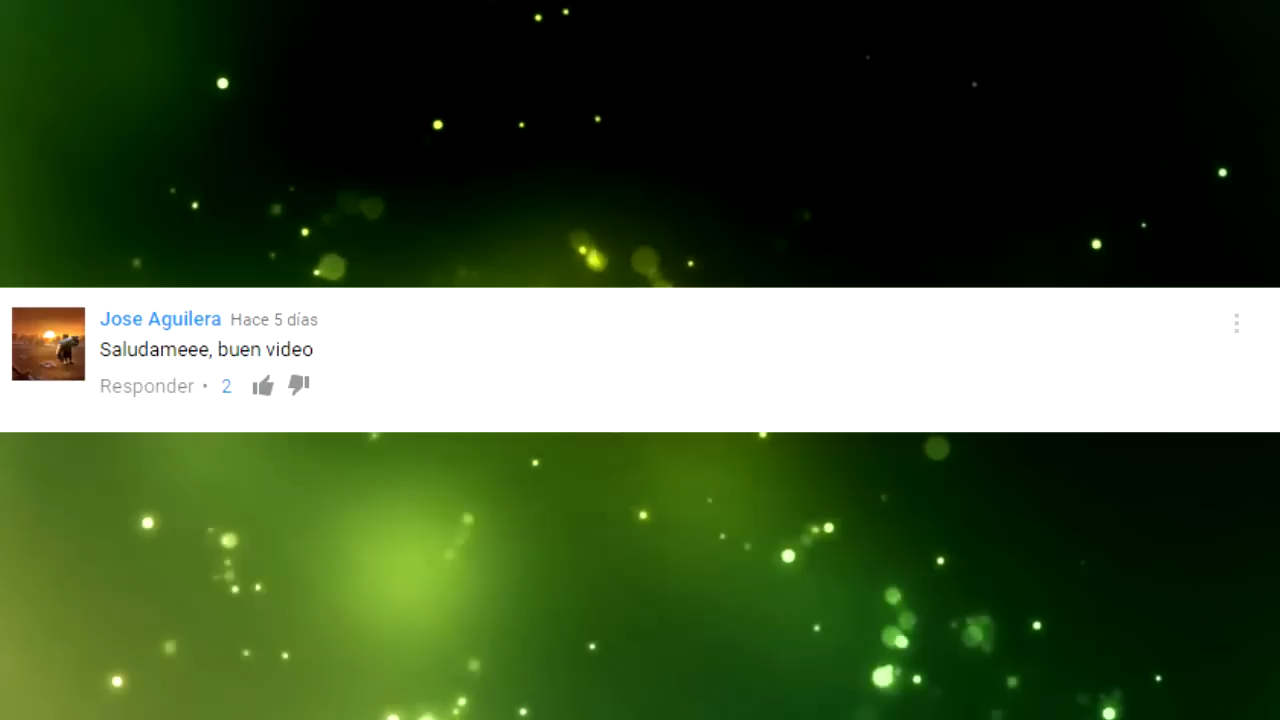 Jose Aguilera Hace 5 días
Saludameee, buen video
Responder • 2